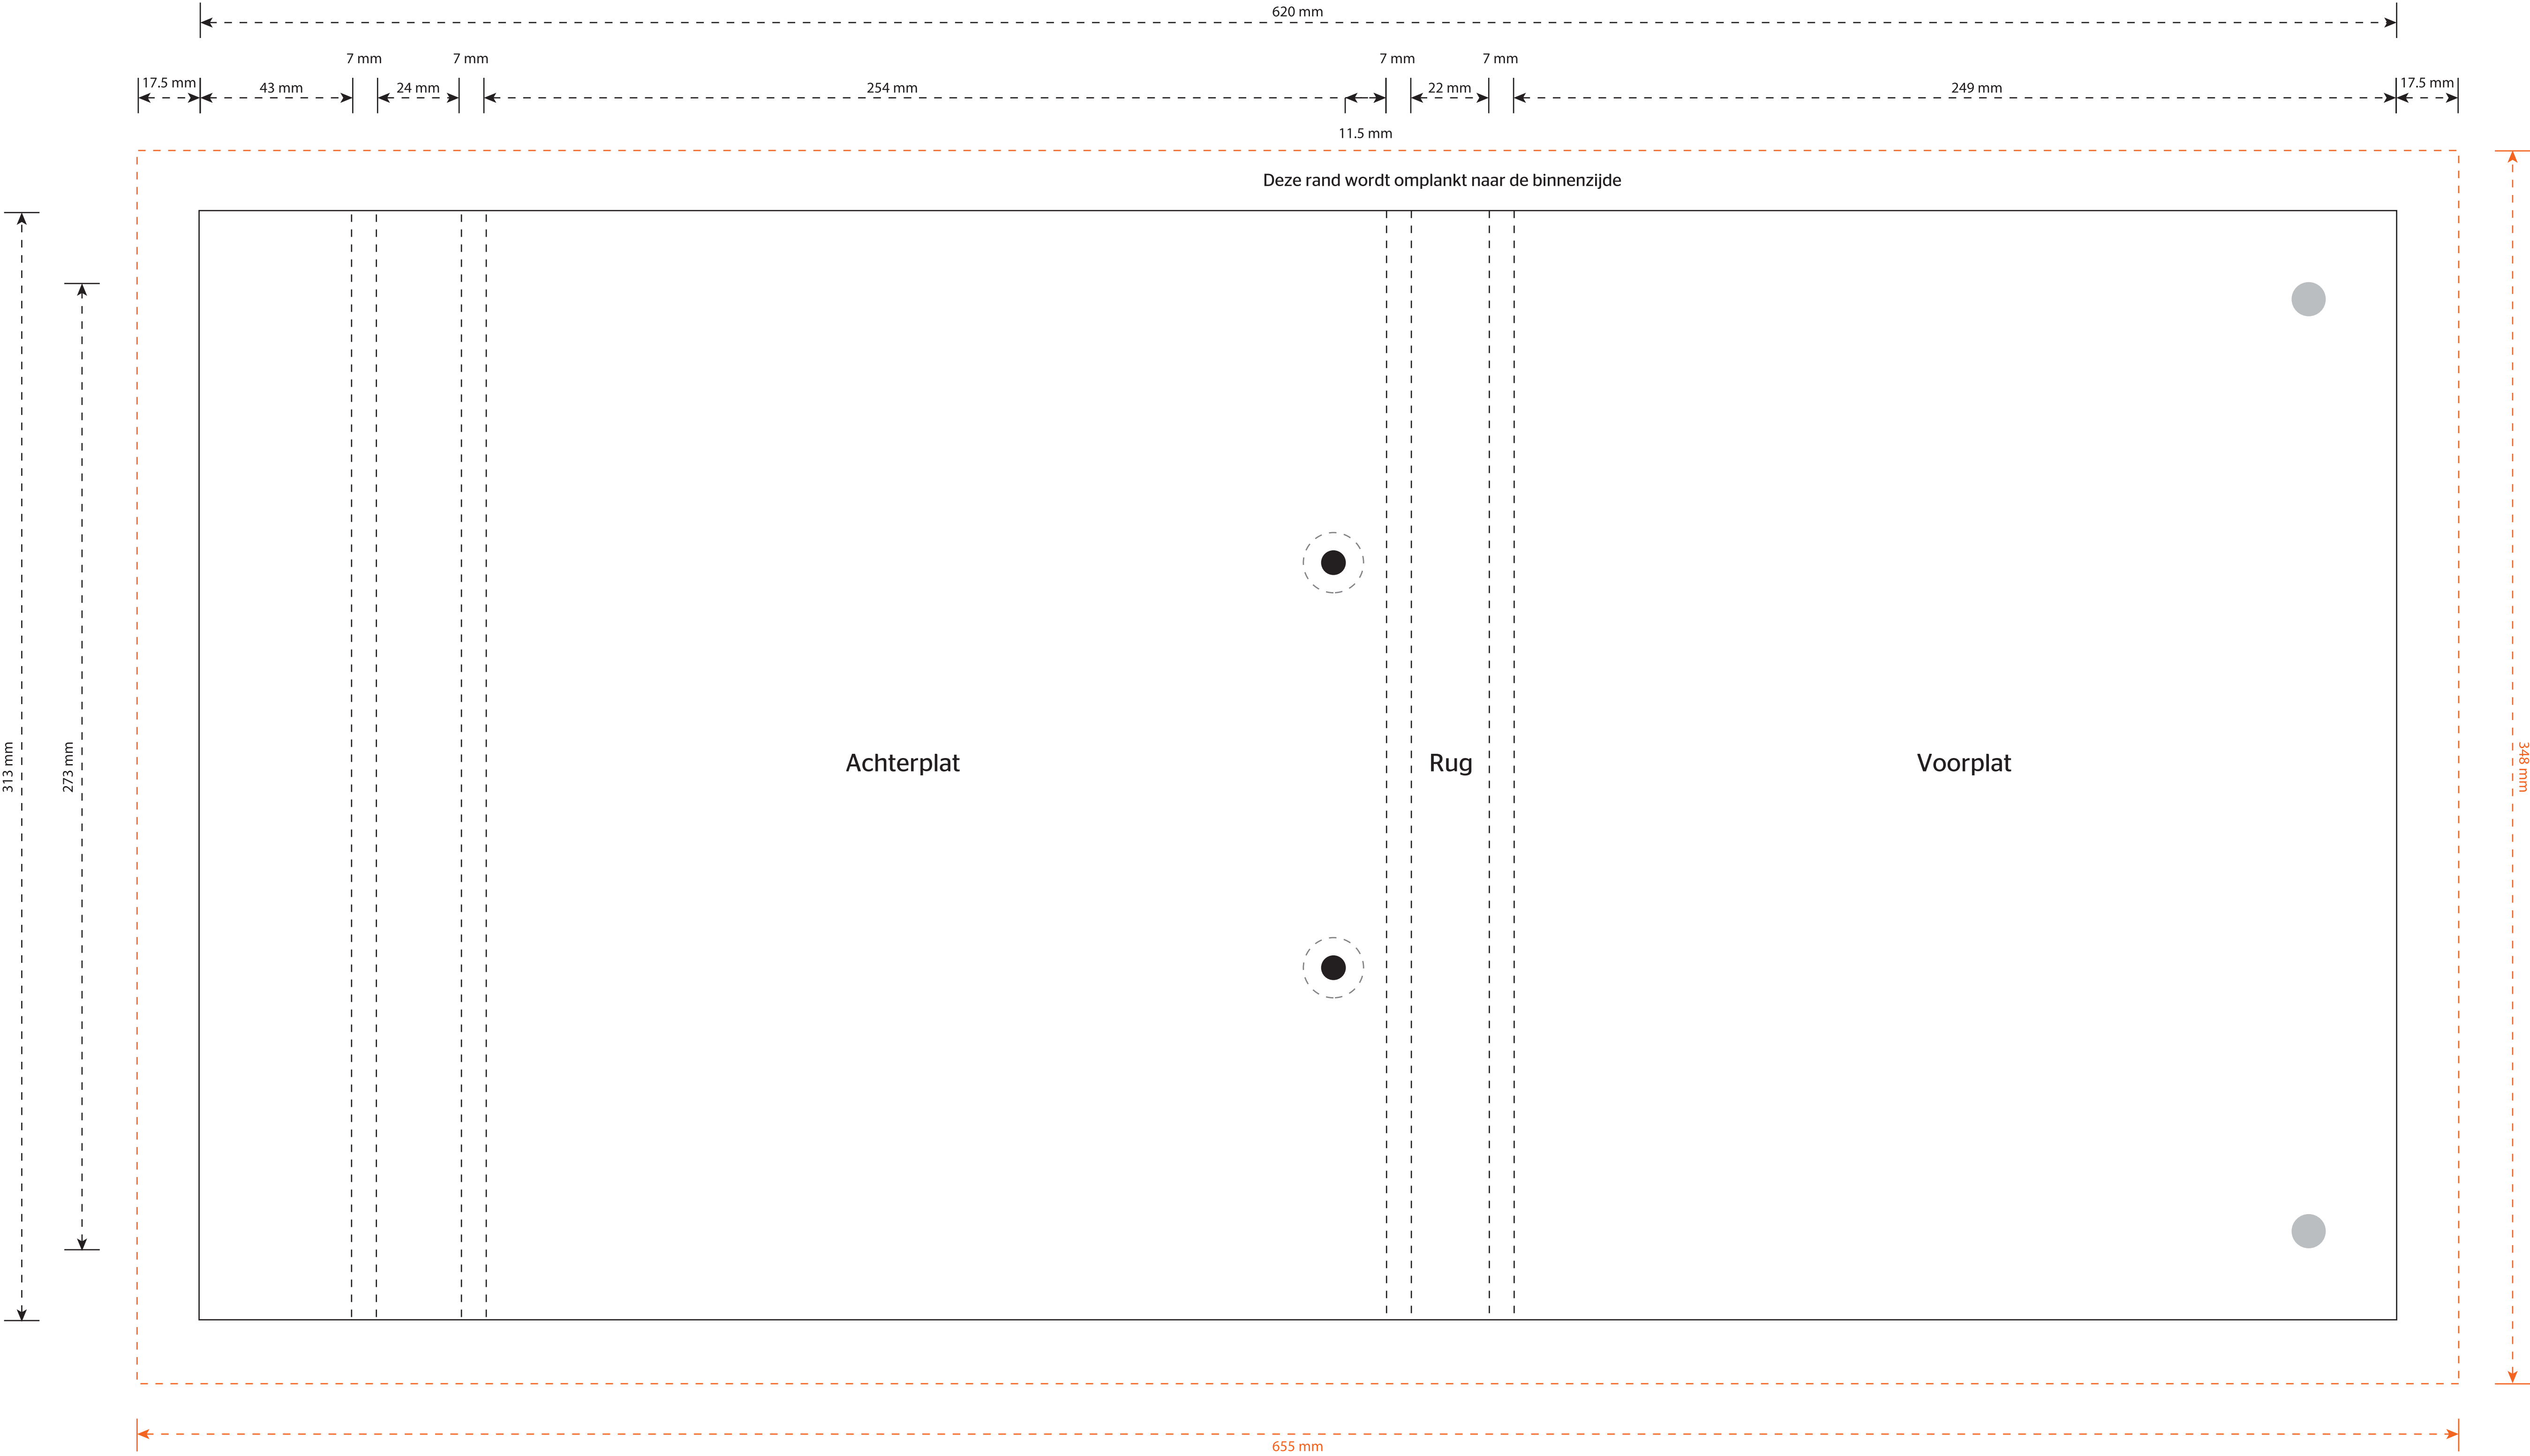 620 mm
7 mm
7 mm
7 mm
7 mm
17.5 mm
43 mm
24 mm
254 mm
22 mm
249 mm
17.5 mm
11.5 mm
Deze rand wordt omplankt naar de binnenzijde
313 mm
273 mm
Achterplat
Rug
Voorplat
348 mm
655 mm